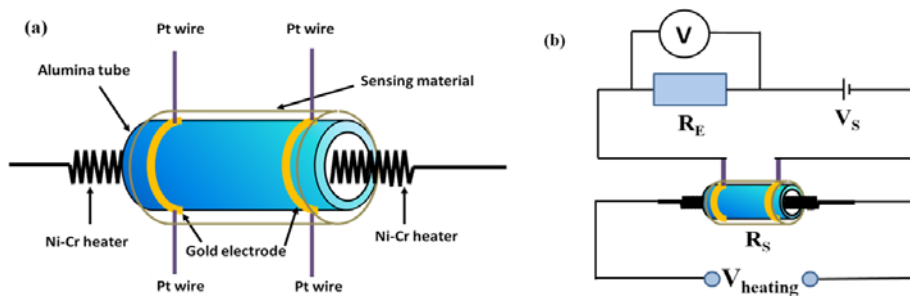 (a)
Pt wire
Pt wire
Alumina tube
Sensing material
Ni-Cr heater
Gold electrode
Ni-Cr heater
Pt wire
Pt wire
(b)
V
R_E
V_S
R_S
V_heating